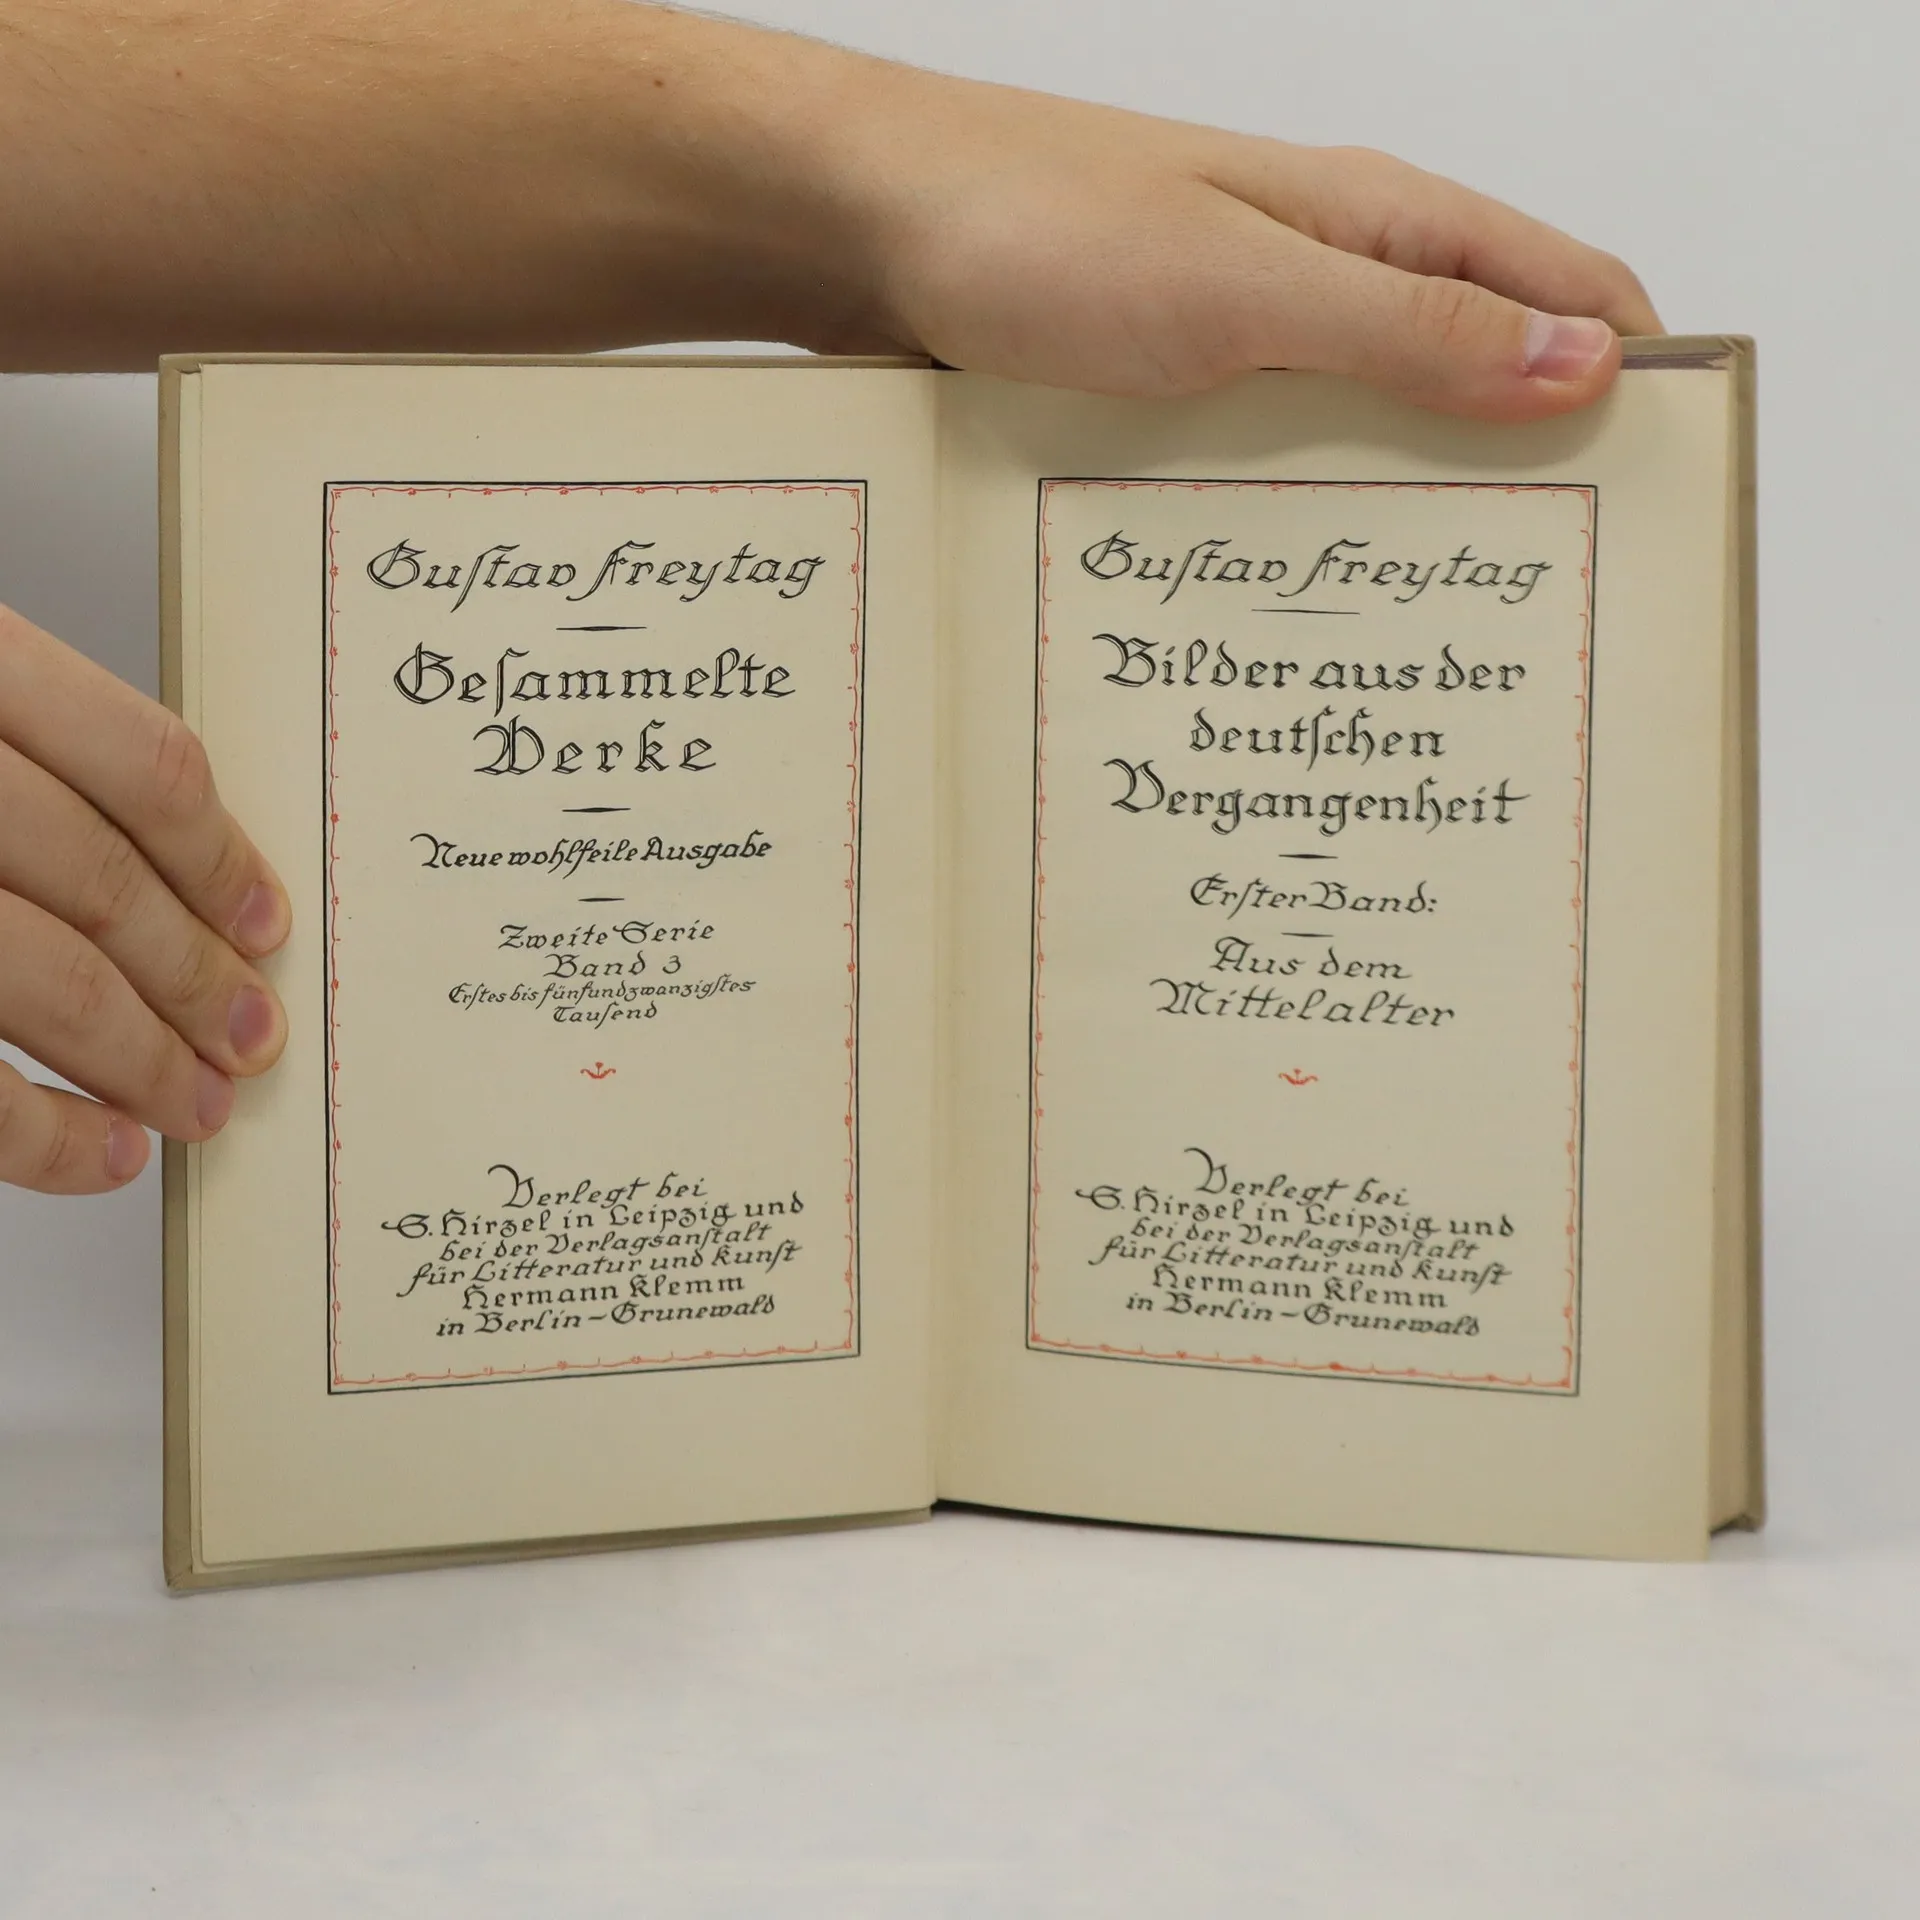 Guſtav Freytag
Geſammelte
Werke
Neue wohlfeile Ausgabe
Zweite Serie
Band 3
Erſtes bis fünfundzwanzigſtes
Tauſend
Verlegt bei
S. Hirzel in Leipzig und
bei der Verlagsanſtalt
für Litteratur und Kunſt
Hermann Klemm
in Berlin-Grunewald
Guſtav Freytag
Bilder aus der
deutſchen
Vergangenheit
Erſter Band:
Aus dem
Mittelalter
Verlegt bei
S. Hirzel in Leipzig und
bei der Verlagsanſtalt
für Litteratur und Kunſt
Hermann Klemm
in Berlin-Grunewald